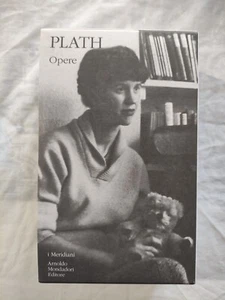 PLATH
Opere
i Meridiani
Arnoldo
Mondadori
Editore